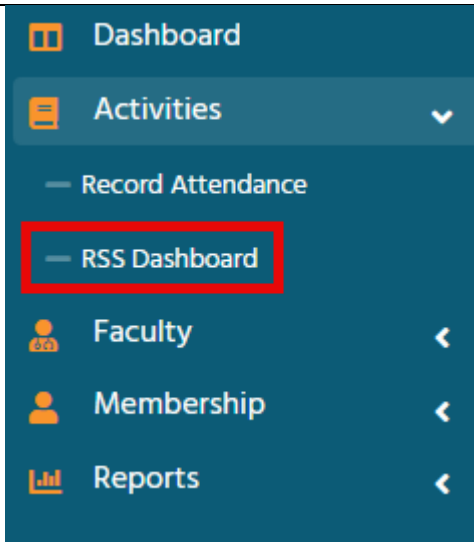 Dashboard
Activities
Record Attendance
RSS Dashboard
Faculty
Membership
Reports